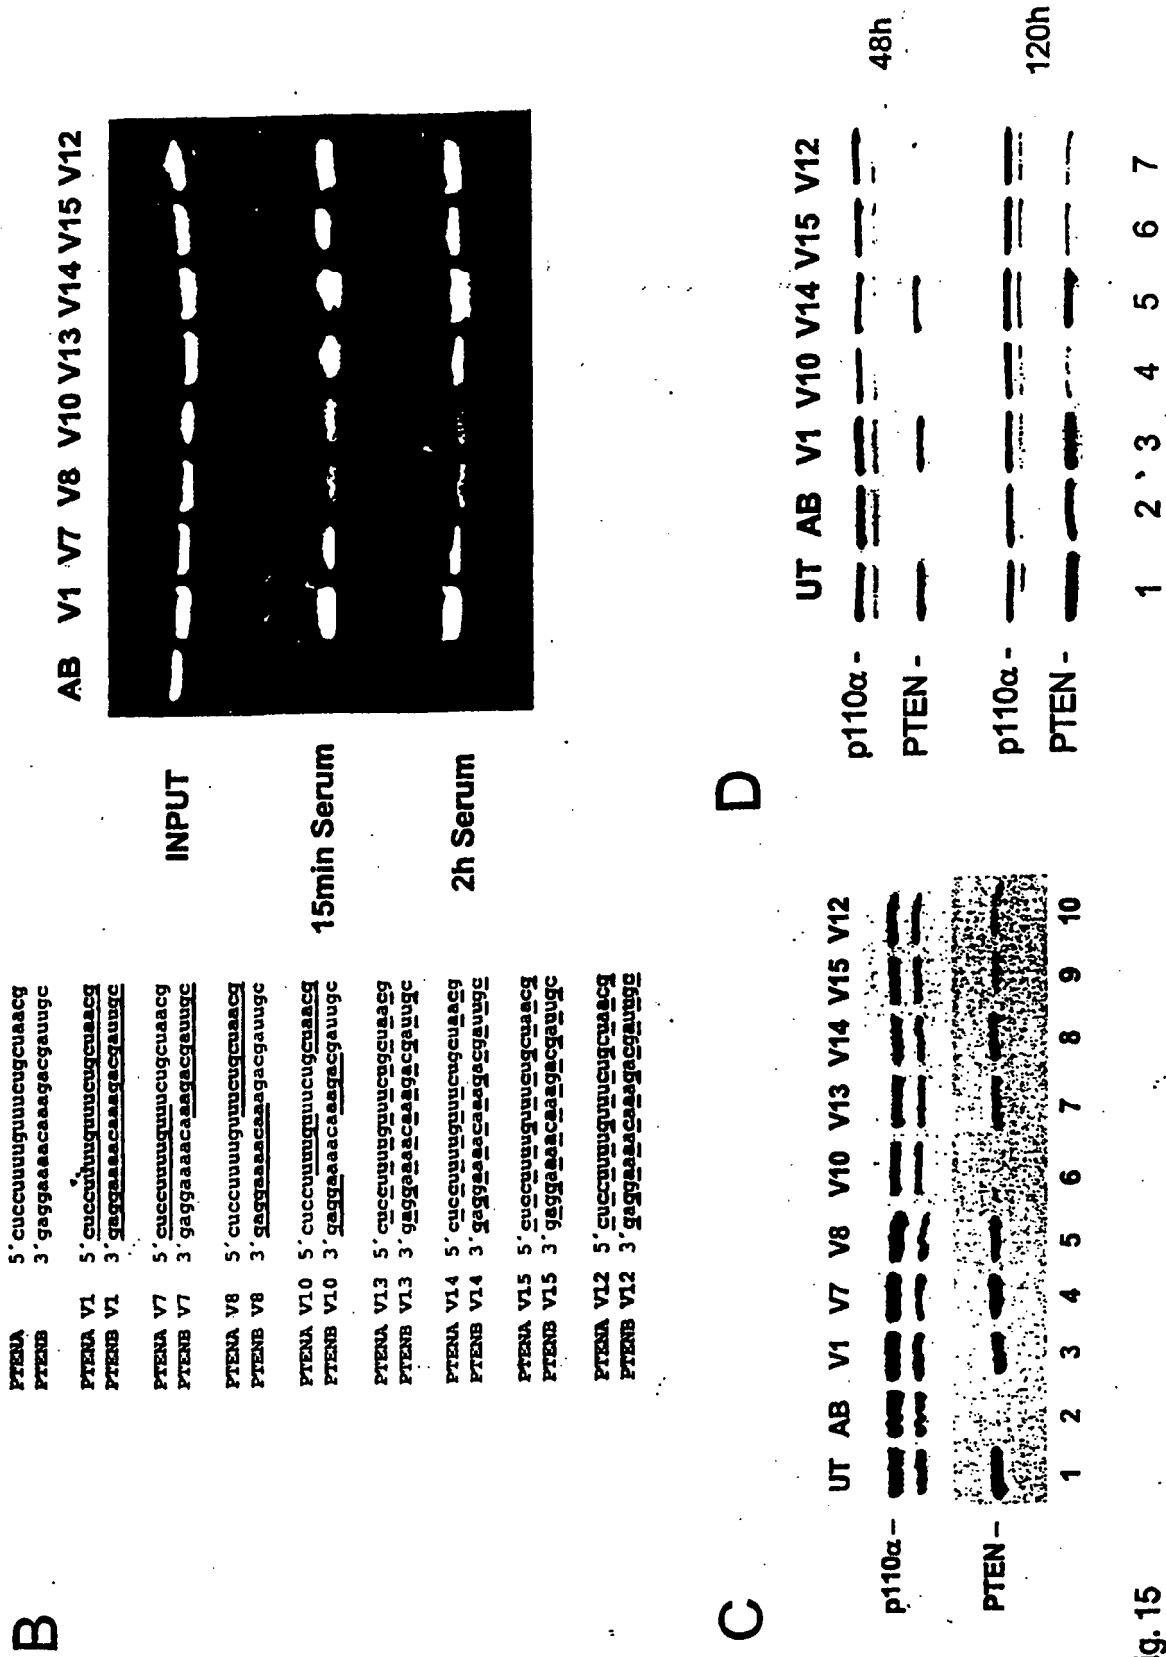 B
PTENA 5´cuccuuuuguuucugcuaacg
PTENB 3´gaggaaaacaaagacgauugc
PTENA V1 5´cuccuuuuguuucugcuaacg
PTENB V1 3´gaggaaaacaaagacgauugc
PTENA V7 5´cuccuuuuguuucugcuaacg
PTENB V7 3´gaggaaaacaaagacgauugc
PTENA V8 5´cuccuuuuguuucugcuaacg
PTENB V8 3´gaggaaaacaaagacgauugc
PTENA V10 5´cuccuuuuguuucugcuaacg
PTENB V10 3´gaggaaaacaaagacgauugc
PTENA V13 5´cuccuuuuguuucugcuaacg
PTENB V13 3´gaggaaaacaaagacgauugc
PTENA V14 5´cuccuuuuguuucugcuaacg
PTENB V14 3´gaggaaaacaaagacgauugc
PTENA V15 5´cuccuuuuguuucugcuaacg
PTENB V15 3´gaggaaaacaaagacgauugc
PTENA V12 5´cuccuuuuguuucugcuaacg
PTENB V12 3´gaggaaaacaaagacgauugc
AB V1 V7 V8 V10 V13 V14 V15 V12
INPUT
15min Serum
2h Serum
C
UT AB V1 V7 V8 V10 V13 V14 V15 V12
p110α –
PTEN –
1 2 3 4 5 6 7 8 9 10
D
UT AB V1 V10 V14 V15 V12
p110α -
48h
PTEN -
p110α -
120h
PTEN -
1 2 3 4 5 6 7
g. 15